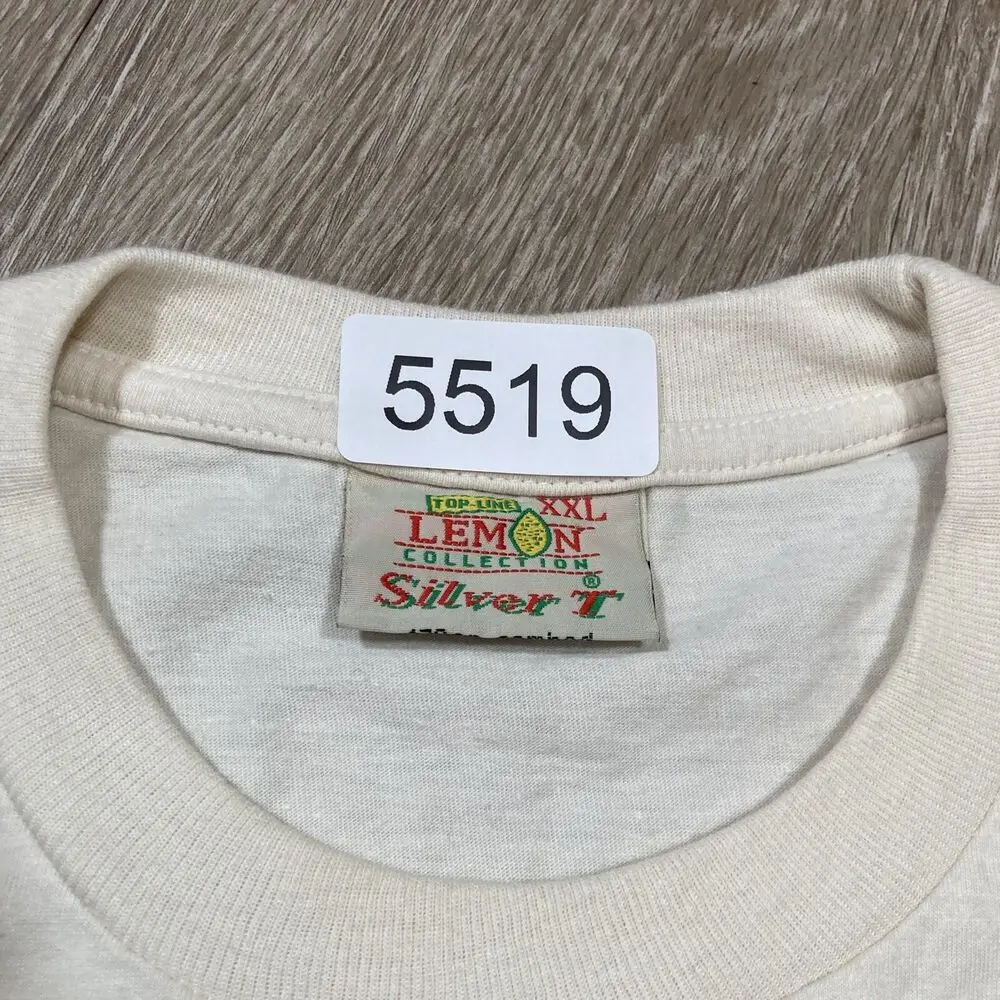 5519
TOP-LINE XXL
LEMON
COLLECTION
Silver T®